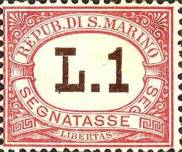 REPUB. DI S. MARINO
L.1
SEGNATASSE
LIBERTAS